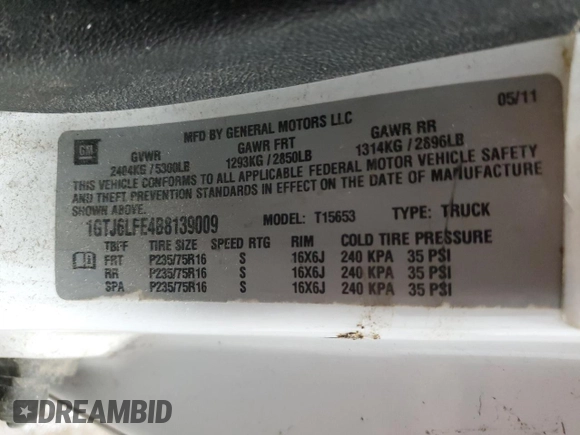 05/11
MFD BY GENERAL MOTORS LLC
GM
GVWR GAWR FRT GAWR RR
2404KG / 5300LB 1293KG / 2850LB 1314KG / 2896LB
THIS VEHICLE CONFORMS TO ALL APPLICABLE FEDERAL MOTOR VEHICLE SAFETY
AND THEFT PREVENTION STANDARDS IN EFFECT ON THE DATE OF MANUFACTURE
SHOWN ABOVE.
1GTJ6LFE4B8139009 MODEL: T15653 TYPE: TRUCK
TIRE SIZE SPEED RTG RIM COLD TIRE PRESSURE
FRT P235/75R16 S 16X6J 240 KPA 35 PSI
RR P235/75R16 S 16X6J 240 KPA 35 PSI
SPA P235/75R16 S 16X6J 240 KPA 35 PSI
DREAMBID